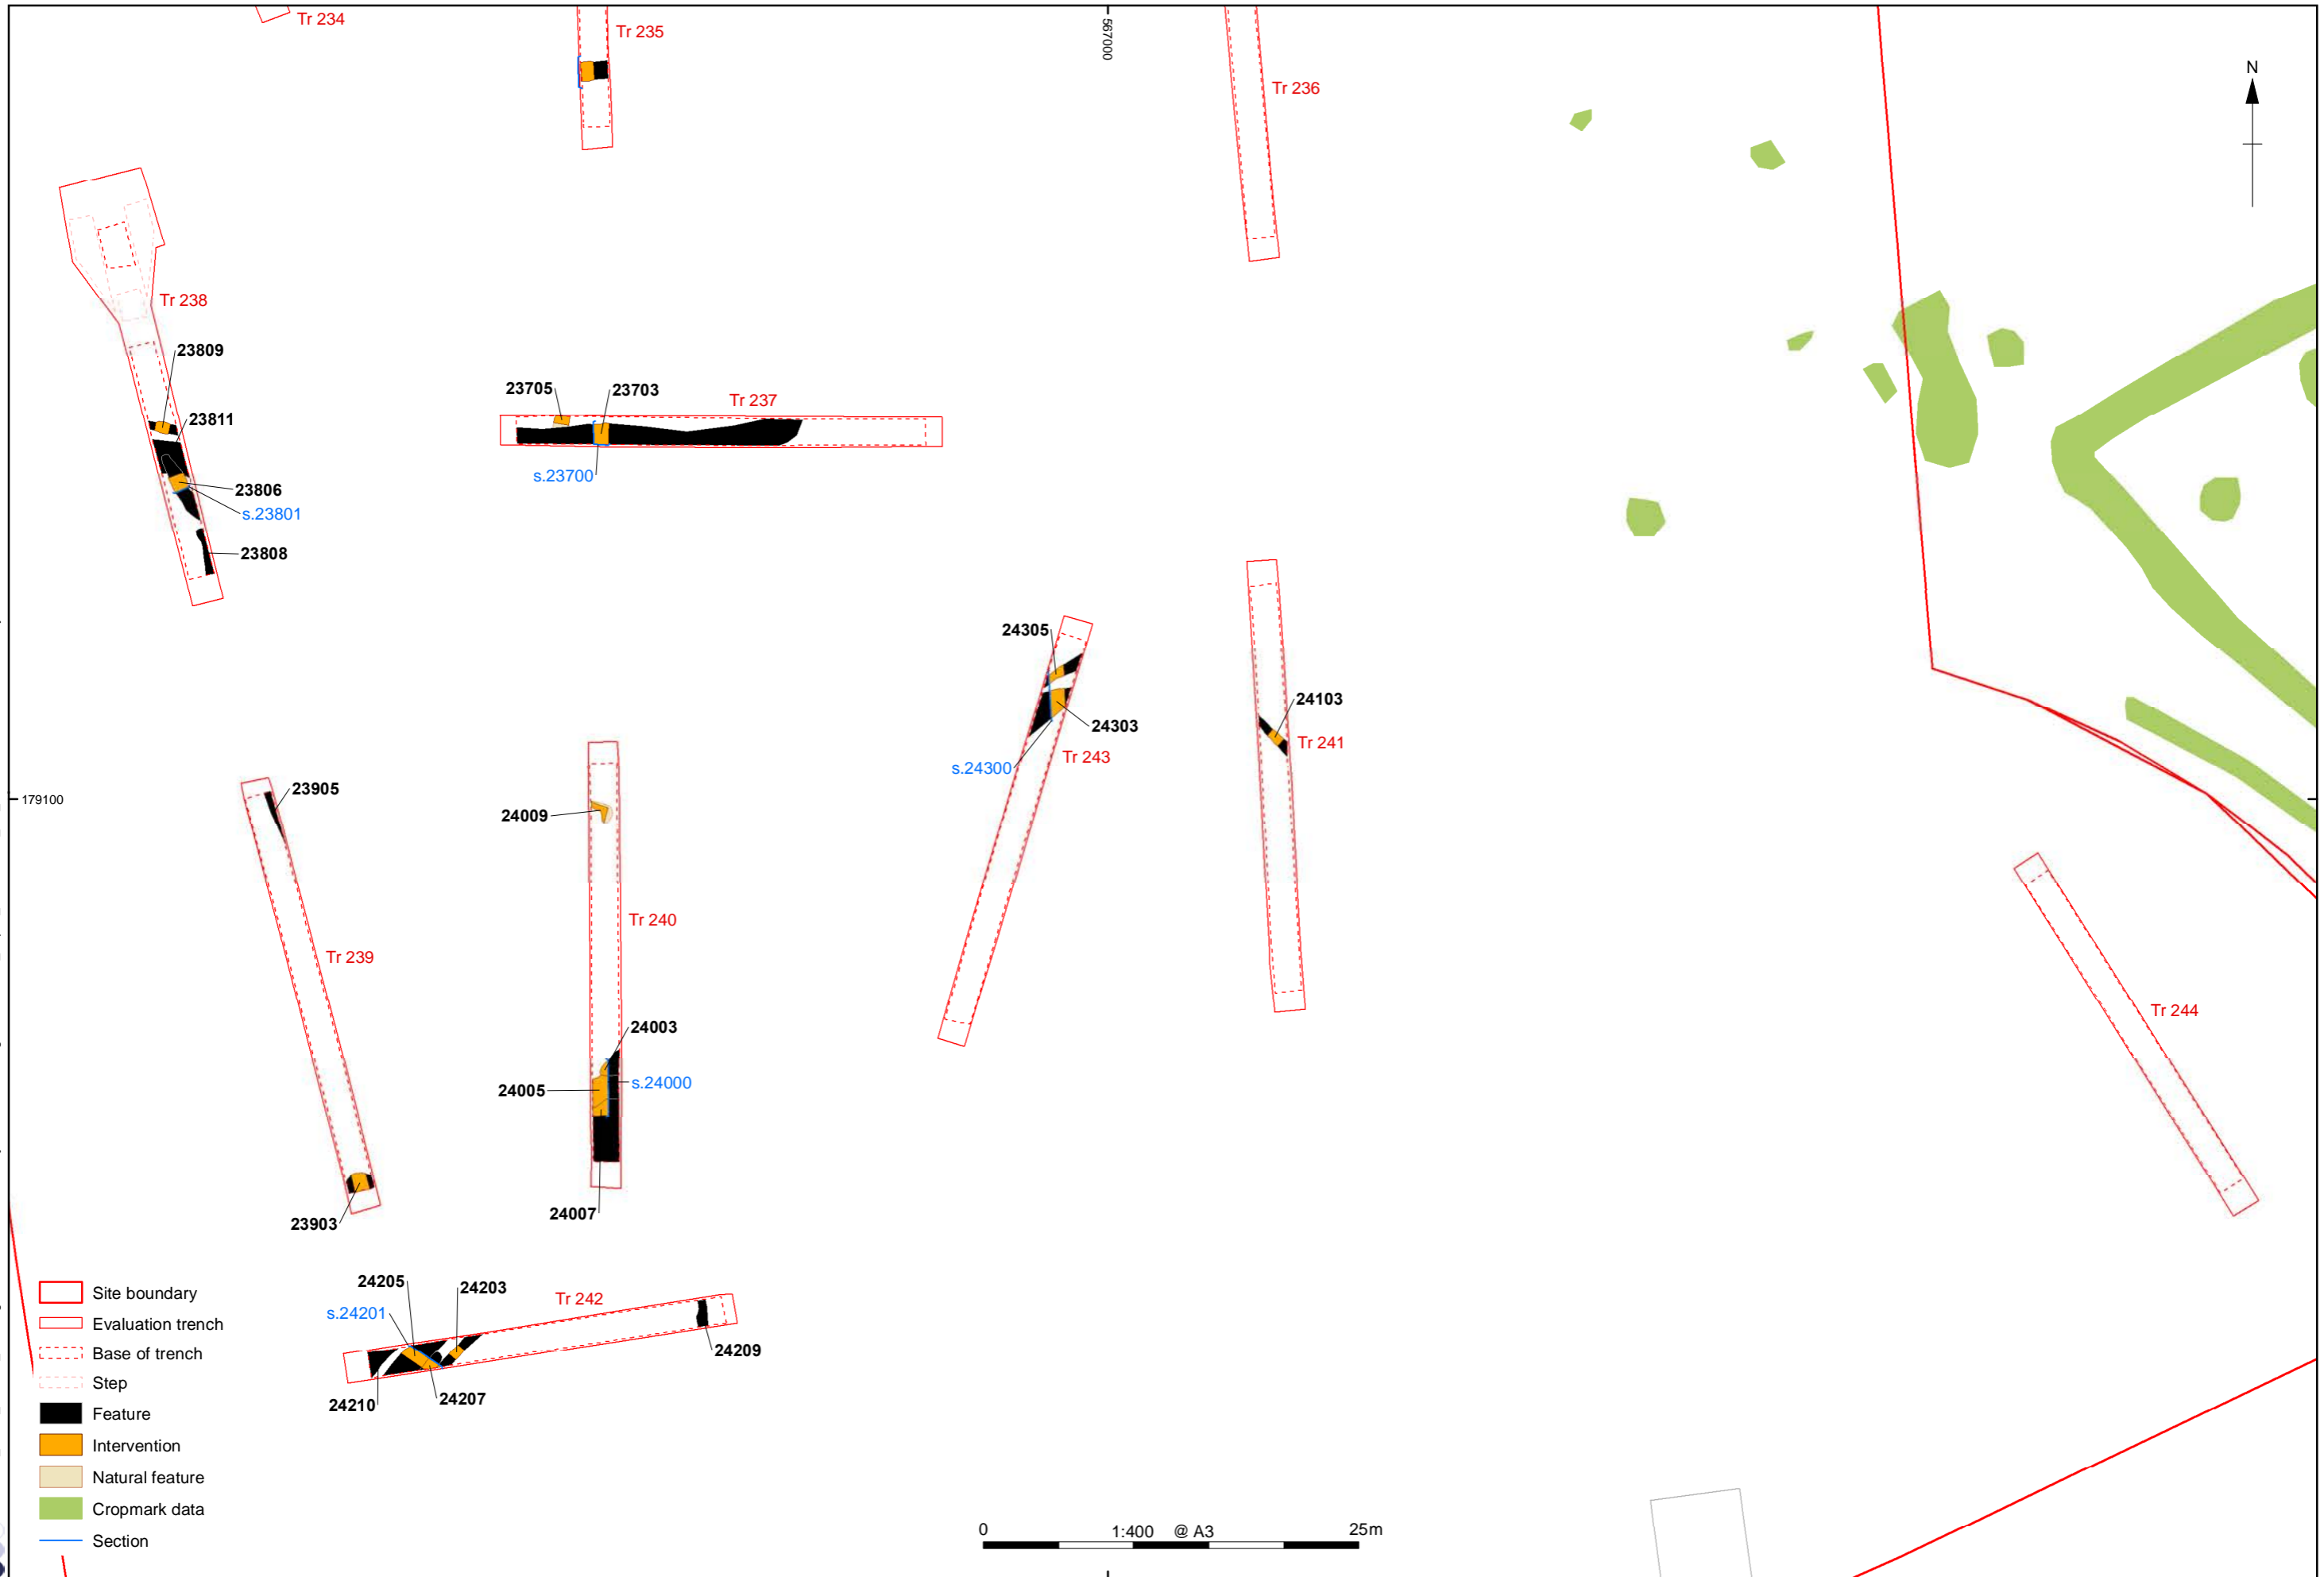 Tr 234
Tr 235
567000
Tr 236
N
Tr 238
23809
23811
23806
s.23801
23808
23705
23703
Tr 237
s.23700
24305
24303
s.24300
Tr 243
24103
Tr 241
179100
23905
24009
Tr 240
Tr 239
24003
24005
s.24000
24007
23903
Tr 244
24205
24203
Tr 242
s.24201
24209
24210
24207
Site boundary
Evaluation trench
Base of trench
Step
Feature
Intervention
Natural feature
Cropmark data
Section
0 1:400 @ A3 25m